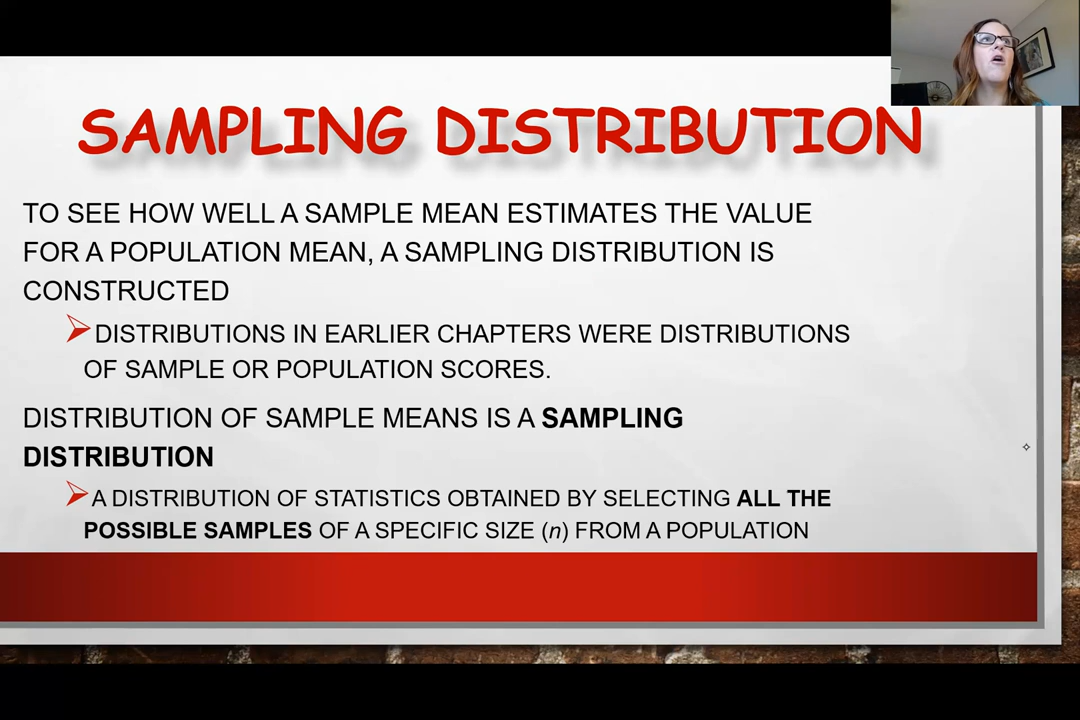 SAMPLING DISTRIBUTION
TO SEE HOW WELL A SAMPLE MEAN ESTIMATES THE VALUE
FOR A POPULATION MEAN, A SAMPLING DISTRIBUTION IS
CONSTRUCTED
DISTRIBUTIONS IN EARLIER CHAPTERS WERE DISTRIBUTIONS
OF SAMPLE OR POPULATION SCORES.
DISTRIBUTION OF SAMPLE MEANS IS A SAMPLING
DISTRIBUTION
A DISTRIBUTION OF STATISTICS OBTAINED BY SELECTING ALL THE
POSSIBLE SAMPLES OF A SPECIFIC SIZE (n) FROM A POPULATION